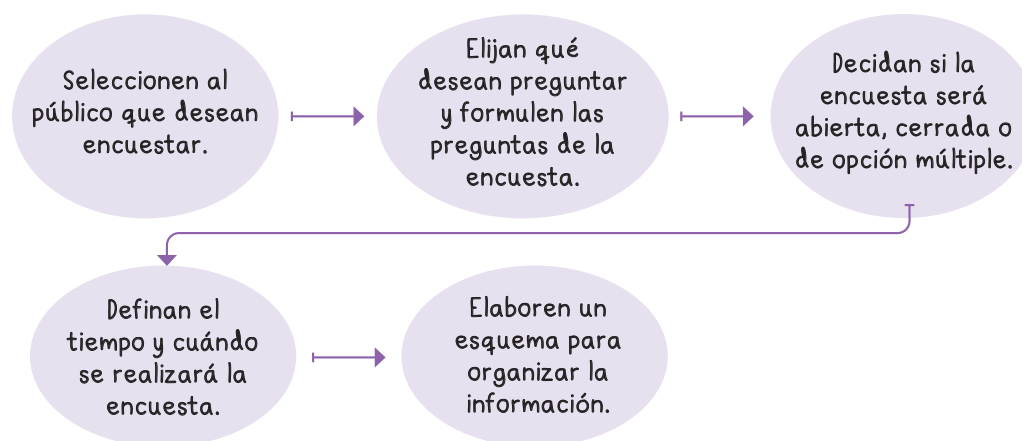 Seleccionen al
público que desean
encuestar.
Elijan qué
desean preguntar
y formulen las
preguntas de la
encuesta.
Decidan si la
encuesta será
abierta, cerrada o
de opción múltiple.
Definan el
tiempo y cuándo
se realizará la
encuesta.
Elaboren un
esquema para
organizar la
información.